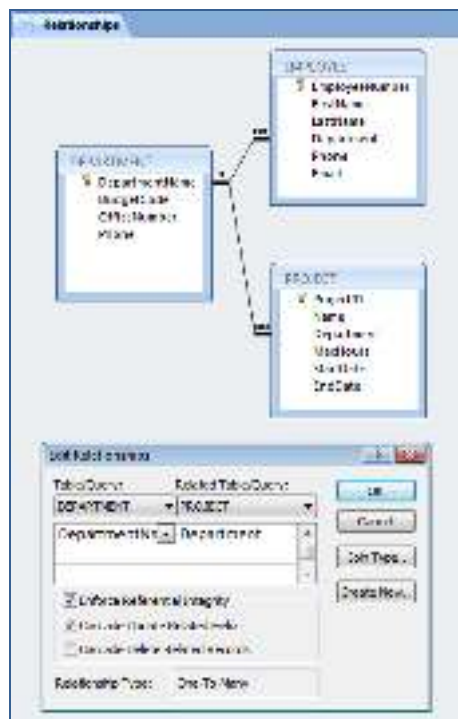 Relationships
EMPLOYEE
EmployeeNumber
FirstName
LastName
Department
Phone
Email
DEPARTMENT
DepartmentName
BudgetCode
OfficeNumber
Phone
PROJECT
ProjectID
Name
Department
MaxHours
StartDate
EndDate
Edit Relationships
Table/Query: Related Table/Query:
DEPARTMENT PROJECT
DepartmentNa Department
OK
Cancel
Join Type..
Create New..
Enforce Referential Integrity
Cascade Update Related Fields
Cascade Delete Related Records
Relationship Type: One-To-Many